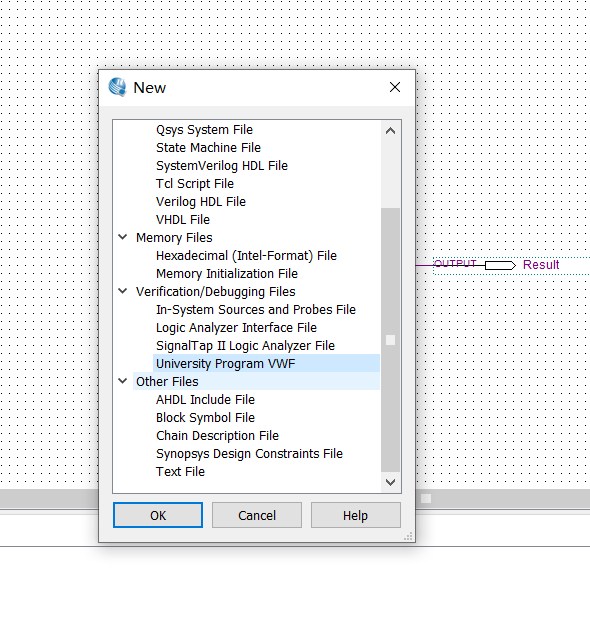 New
Qsys System File
State Machine File
SystemVerilog HDL File
Tcl Script File
Verilog HDL File
VHDL File
Memory Files
Hexadecimal (Intel-Format) File
Memory Initialization File
OUTPUT Result
Verification/Debugging Files
In-System Sources and Probes File
Logic Analyzer Interface File
SignalTap II Logic Analyzer File
University Program VWF
Other Files
AHDL Include File
Block Symbol File
Chain Description File
Synopsys Design Constraints File
Text File
OK Cancel Help